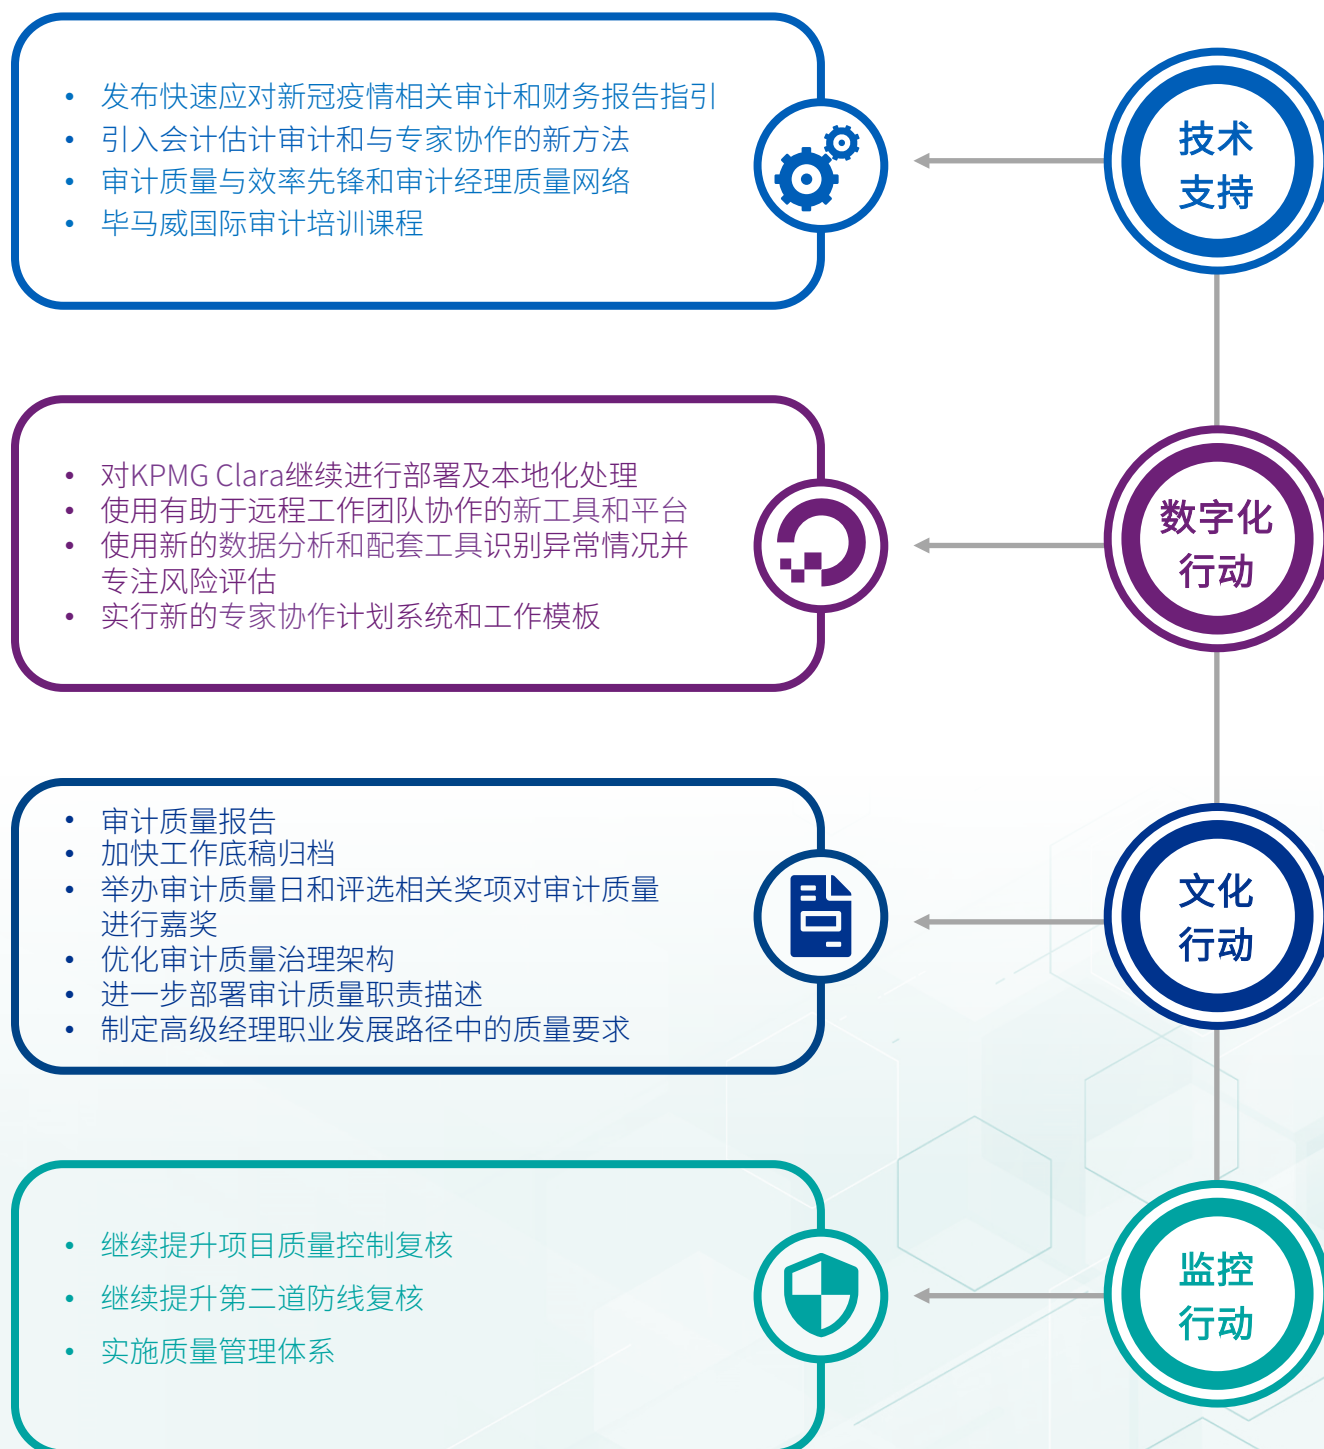 • 发布快速应对新冠疫情相关审计和财务报告指引
• 引入会计估计审计和与专家协作的新方法
• 审计质量与效率先锋和审计经理质量网络
• 毕马威国际审计培训课程
技术
支持
• 对KPMG Clara继续进行部署及本地化处理
• 使用有助于远程工作团队协作的新工具和平台
• 使用新的数据分析和配套工具识别异常情况并
专注风险评估
• 实行新的专家协作计划系统和工作模板
数字化
行动
• 审计质量报告
• 加快工作底稿归档
• 举办审计质量日和评选相关奖项对审计质量
进行嘉奖
• 优化审计质量治理架构
• 进一步部署审计质量职责描述
• 制定高级经理职业发展路径中的质量要求
文化
行动
• 继续提升项目质量控制复核
• 继续提升第二道防线复核
• 实施质量管理体系
监控
行动